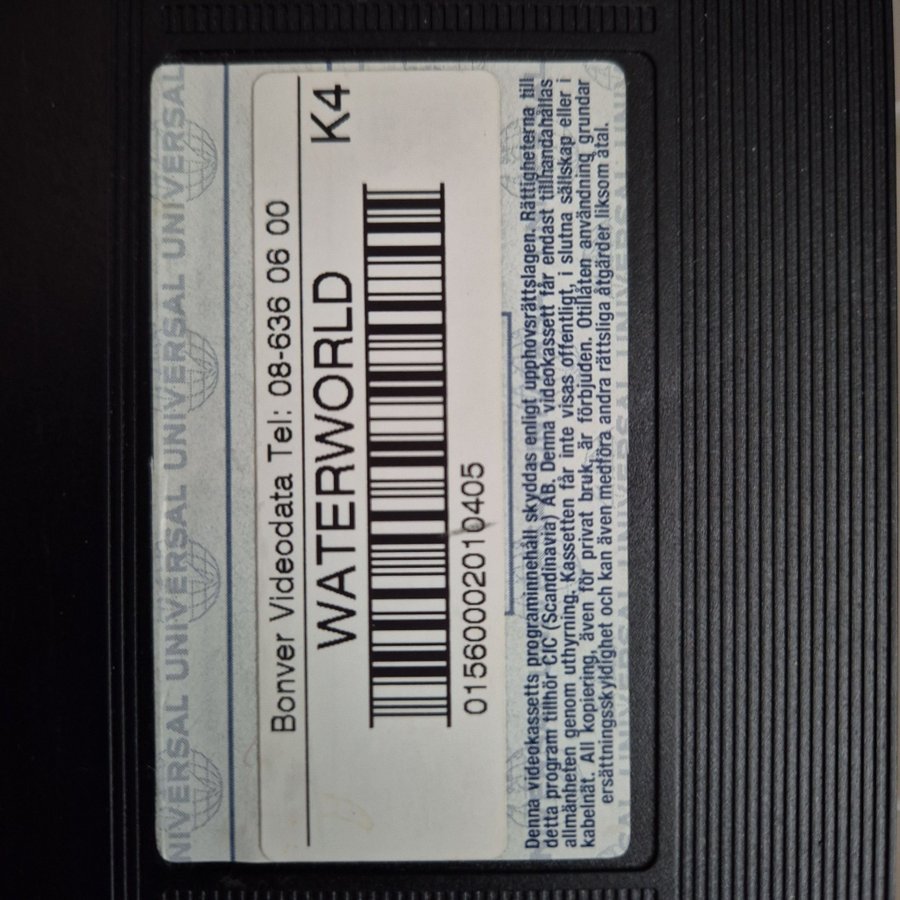 UNIVERSAL UNIVERSAL UNIVERSAL UNIVERSAL UNIVERSAL
Bonver Videodata Tel: 08-636 06 00
WATERWORLD K4
01560002010405
Denna videokassetts programinnehåll skyddas enligt upphovsrättslagen. Rättigheterna till
detta program tillhör CIC (Scandinavia) AB. Denna videokassett får endast tillhandahållas
allmänheten genom uthyrning. Kassetten får inte visas offentligt, i slutna sällskap eller i
kabelnät. All kopiering, även för privat bruk, är förbjuden. Otillåten användning grundar
ersättningsskyldighet och kan även medföra andra rättsliga åtgärder liksom åtal.